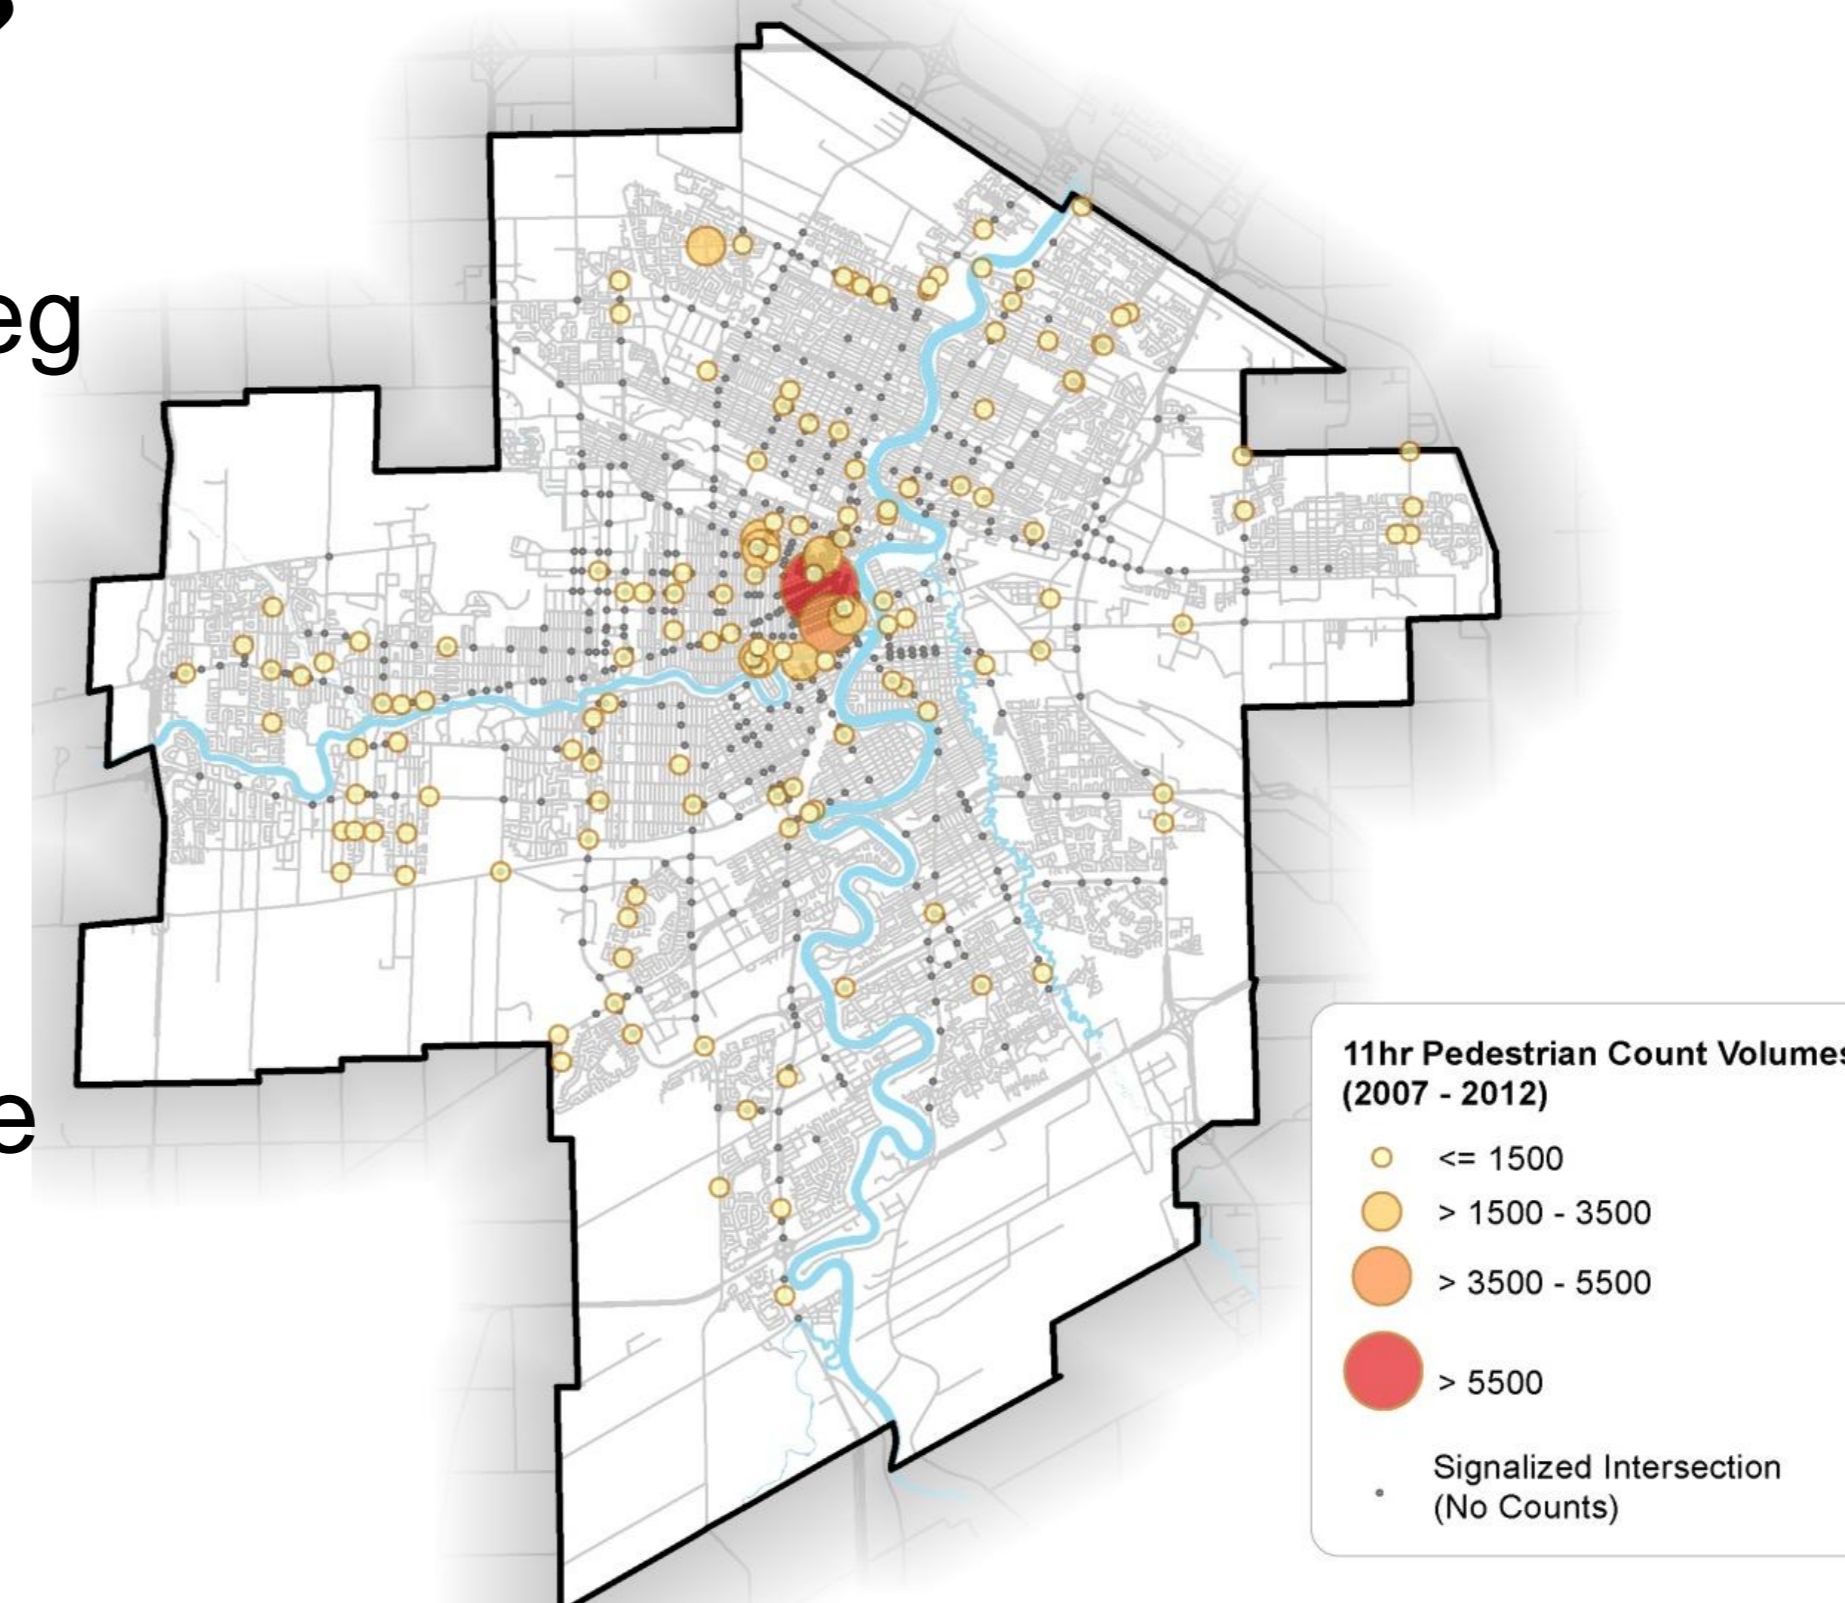 eg
e
11hr Pedestrian Count Volumes
(2007 - 2012)
<= 1500
> 1500 - 3500
> 3500 - 5500
> 5500
Signalized Intersection
(No Counts)